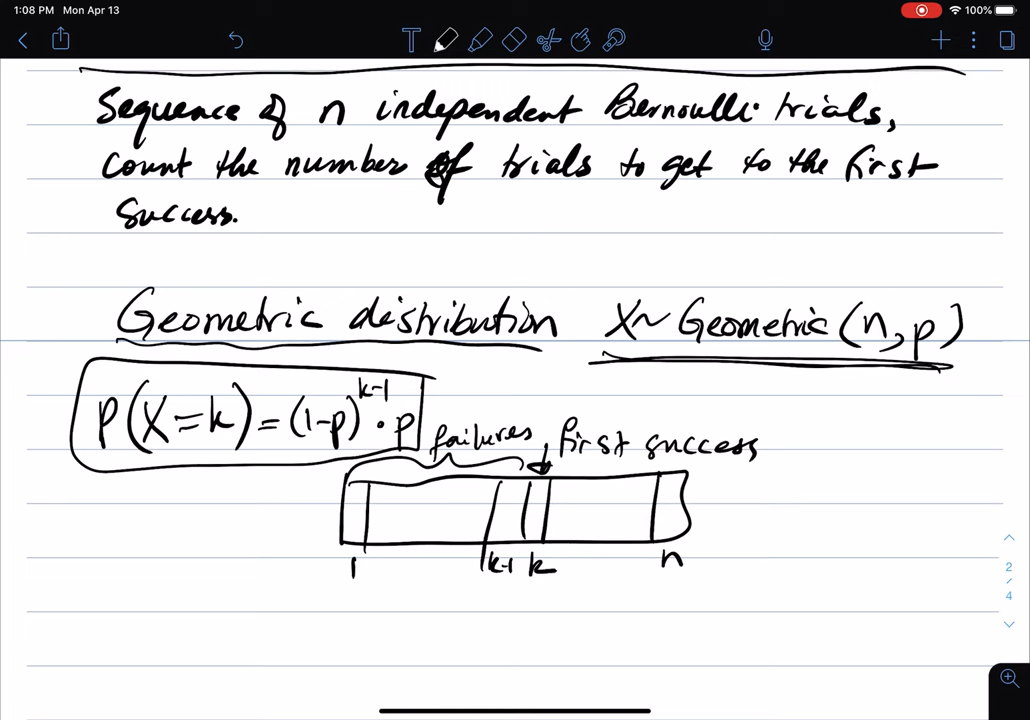 1:08 PM Mon Apr 13
100%
T
Sequence of n independent Bernoulli trials,
count the number of trials to get to the first
success.
Geometric distribution X~ Geometric (n, p)
P(X=k) = (1-p)^{k-1} · p
failures first success
1 k-1 k n
2 / 4